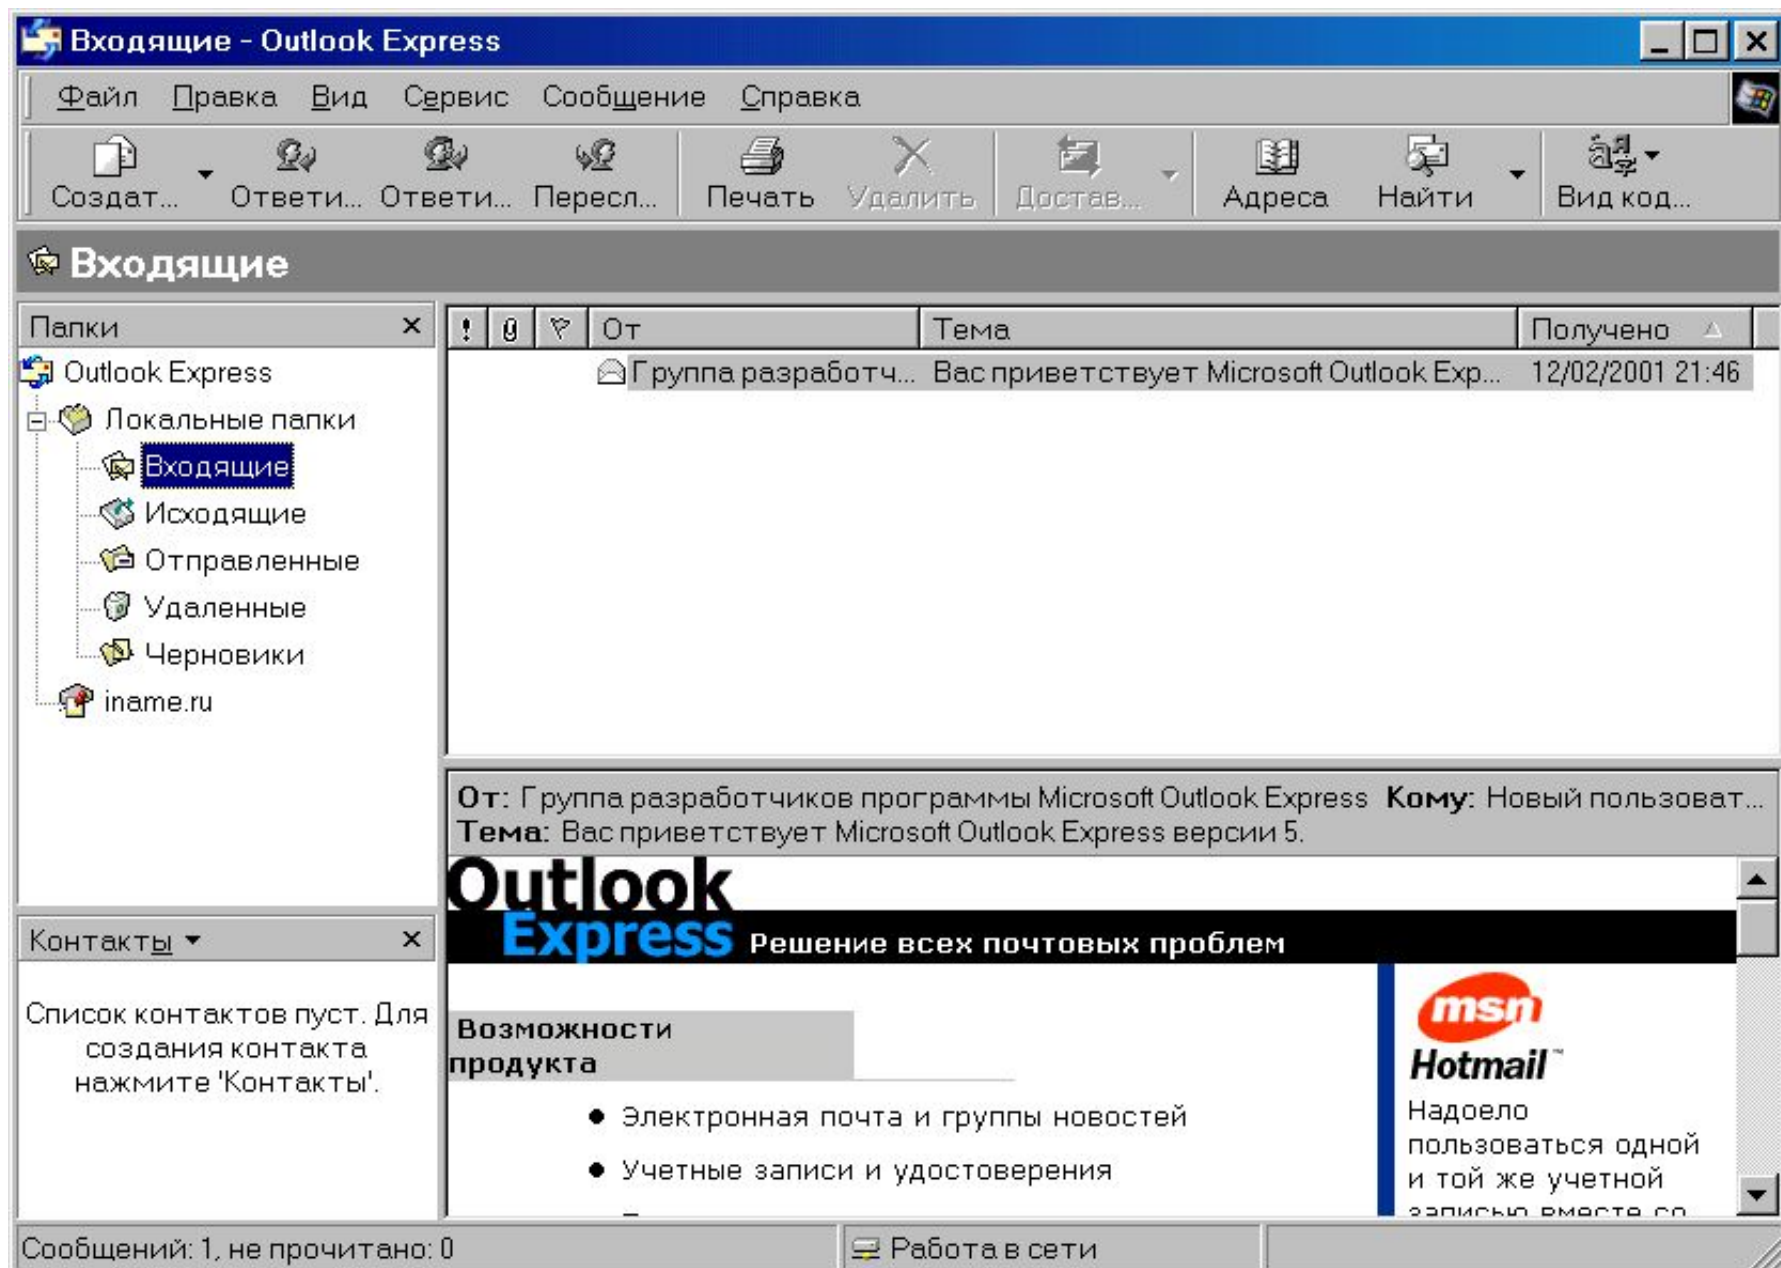 Входящие - Outlook Express
Файл Правка Вид Сервис Сообщение Справка
Создат... Ответи... Ответи... Пересл... Печать Удалить Достав... Адреса Найти Вид код...
Входящие
Папки
Outlook Express
Локальные папки
Входящие
Исходящие
Отправленные
Удаленные
Черновики
iname.ru
Контакты
Список контактов пуст. Для
создания контакта
нажмите 'Контакты'.
! От Тема Получено
Группа разработч... Вас приветствует Microsoft Outlook Exp... 12/02/2001 21:46
От: Группа разработчиков программы Microsoft Outlook Express Кому: Новый пользоват...
Тема: Вас приветствует Microsoft Outlook Express версии 5.
Outlook
Express Решение всех почтовых проблем
Возможности
продукта
• Электронная почта и группы новостей
• Учетные записи и удостоверения
msn
Hotmail™
Надоело
пользоваться одной
и той же учетной
записью вместе со
Сообщений: 1, не прочитано: 0 Работа в сети